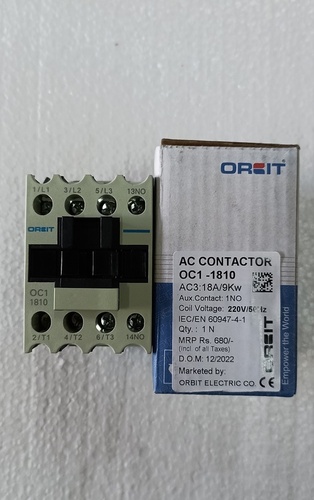 1/L1 3/L2 5/L3 13NO
ORBIT
OC1
1810
2/T1 4/T2 6/T3 14NO
ORBIT
AC CONTACTOR
OC1 -1810
AC3:18A/9Kw
Aux Contact: 1NO
Coil Voltage: 220V/50Hz
IEC/EN 60947-4-1
Qty. : 1 N
MRP Rs. 680/-
(Incl. of all Taxes)
D.O.M: 12/2022
Marketed by:
ORBIT ELECTRIC CO.
CE ORBIT
Empower the World